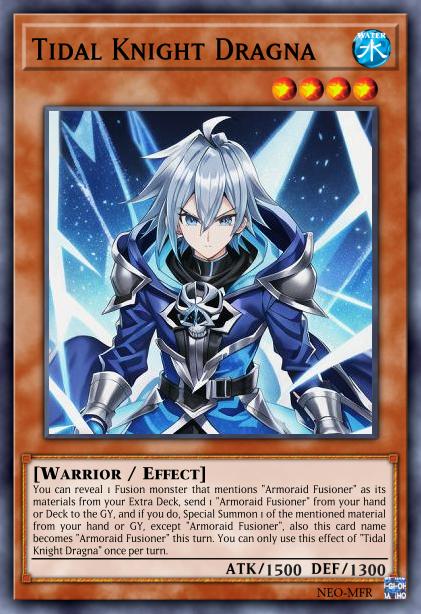 TIDAL KNIGHT DRAGNA
WATER
水
[WARRIOR / EFFECT]
You can reveal 1 Fusion monster that mentions "Armoraid Fusioner" as its
materials from your Extra Deck, send 1 "Armoraid Fusioner" from your hand
or Deck to the GY, and if you do, Special Summon 1 of the mentioned material
from your hand or GY, except "Armoraid Fusioner", also this card name
becomes "Armoraid Fusioner" this turn. You can only use this effect of "Tidal
Knight Dragna" once per turn.
ATK/1500 DEF/1300
NEO-MFR